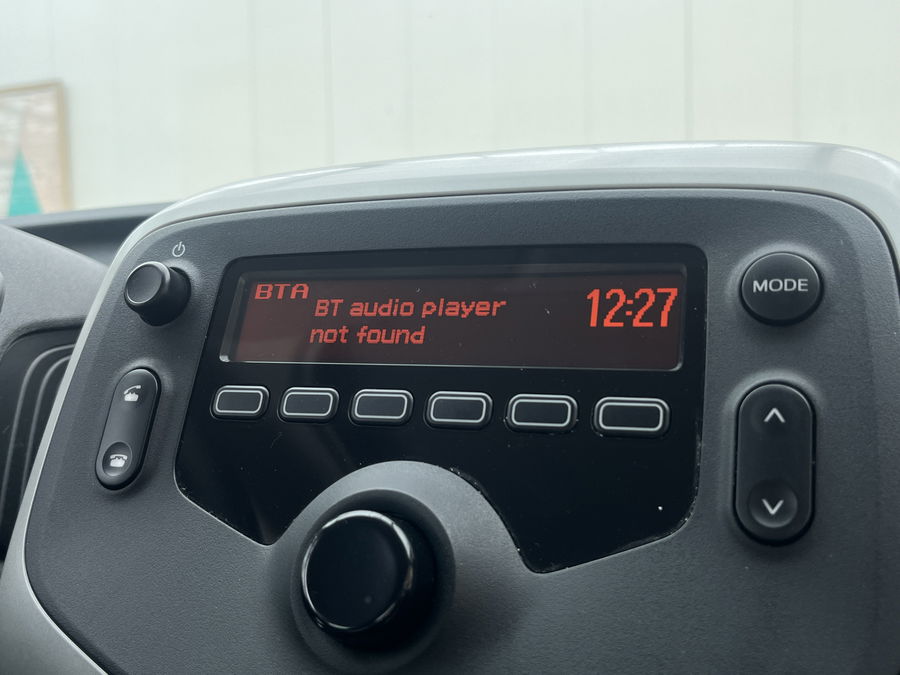 BTA
BT audio player
not found
12:27
MODE